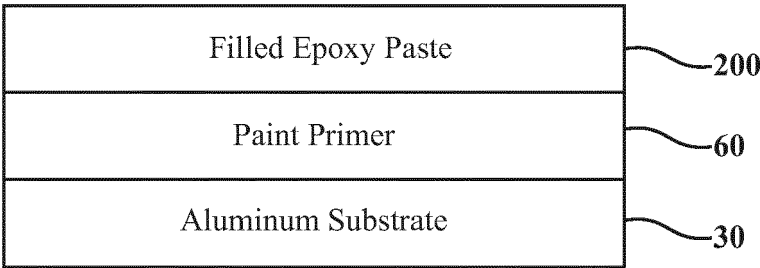 Filled Epoxy Paste
200
Paint Primer
60
Aluminum Substrate
30